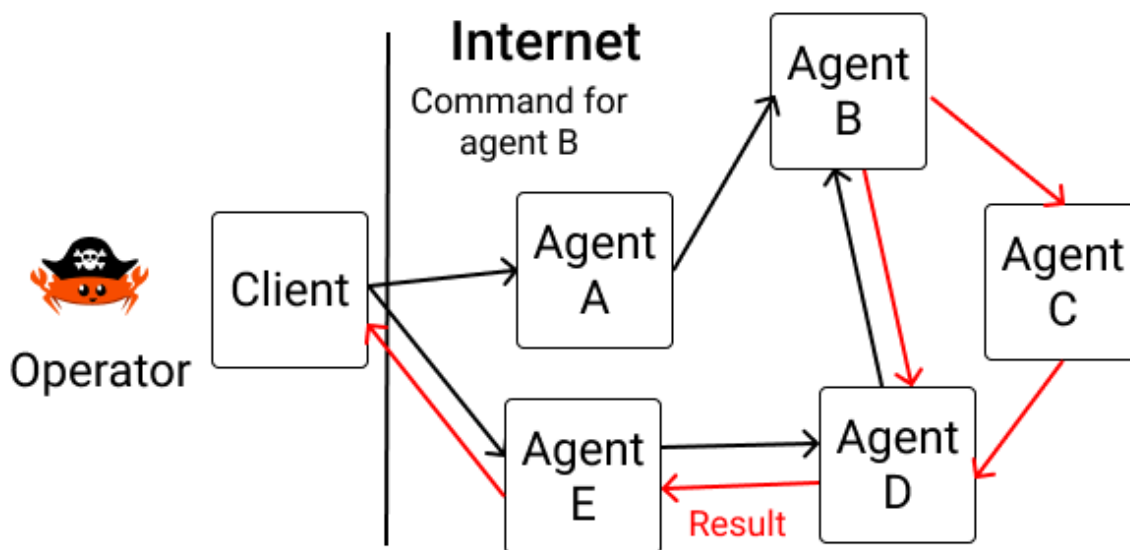 Internet
Command for
agent B
Agent
B
Agent
A
Client
Agent
C
Operator
Agent
E
Agent
D
Result